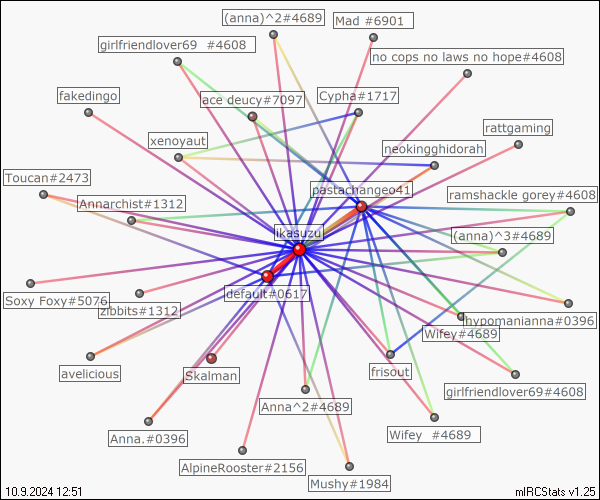 (anna)^2#4689
Mad #6901
girlfriendlover69  #4608
no cops no laws no hope#4608
fakedingo
ace deucy#7097
Cypha#1717
rattgaming
xenoyaut
neokingghidorah
Toucan#2473
pastachangeo41
ramshackle gorey#4608
Annarchist#1312
likasuzu
(anna)^3#4689
default#0617
Soxy Foxy#5076
zibbits#1312
hypomanianna#0396
Wifey#4689
avelicious
Skalman
frisout
girlfriendlover69#4608
Anna^2#4689
Anna.#0396
Wifey  #4689
AlpineRooster#2156
Mushy#1984
10.9.2024 12:51
mIRCStats v1.25